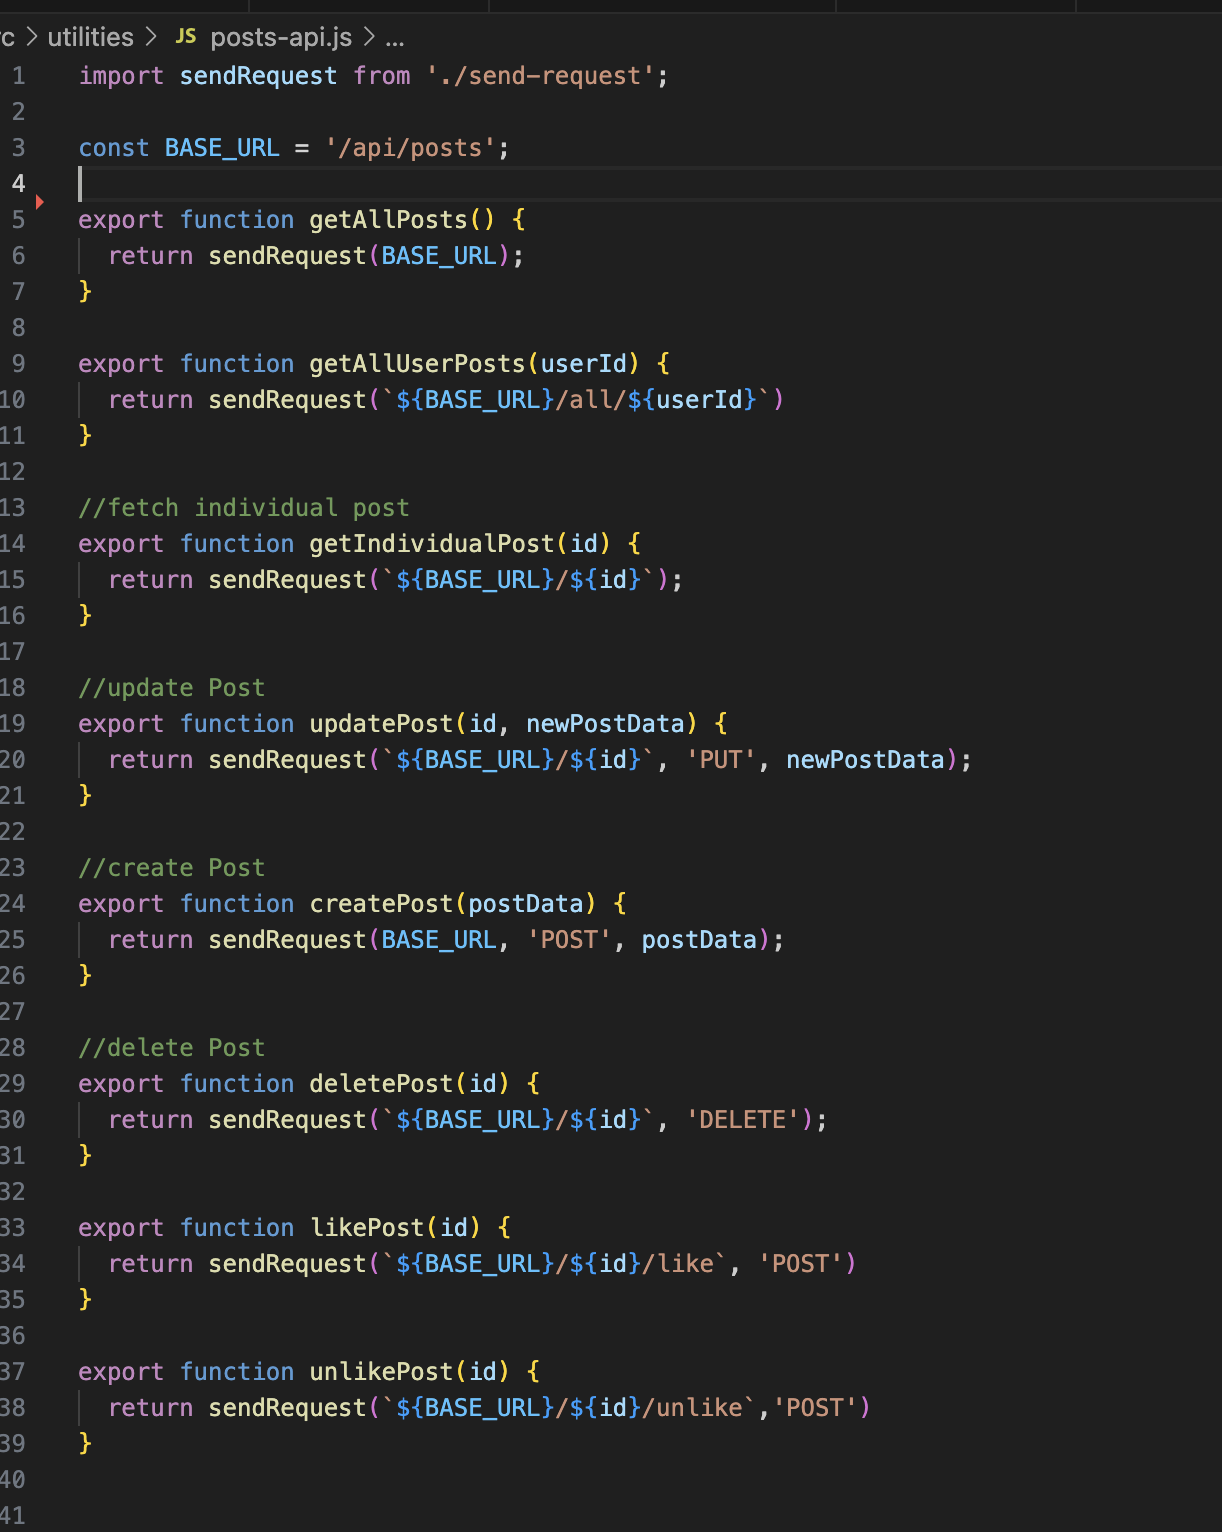 c > utilities > JS posts-api.js > ...
1 import sendRequest from './send-request';
2
3 const BASE_URL = '/api/posts';
4
5 export function getAllPosts() {
6   return sendRequest(BASE_URL);
7 }
8
9 export function getAllUserPosts(userId) {
10   return sendRequest(`${BASE_URL}/all/${userId}`)
11 }
12
13 //fetch individual post
14 export function getIndividualPost(id) {
15   return sendRequest(`${BASE_URL}/${id}`);
16 }
17
18 //update Post
19 export function updatePost(id, newPostData) {
20   return sendRequest(`${BASE_URL}/${id}`, 'PUT', newPostData);
21 }
22
23 //create Post
24 export function createPost(postData) {
25   return sendRequest(BASE_URL, 'POST', postData);
26 }
27
28 //delete Post
29 export function deletePost(id) {
30   return sendRequest(`${BASE_URL}/${id}`, 'DELETE');
31 }
32
33 export function likePost(id) {
34   return sendRequest(`${BASE_URL}/${id}/like`, 'POST')
35 }
36
37 export function unlikePost(id) {
38   return sendRequest(`${BASE_URL}/${id}/unlike`,'POST')
39 }
40
41